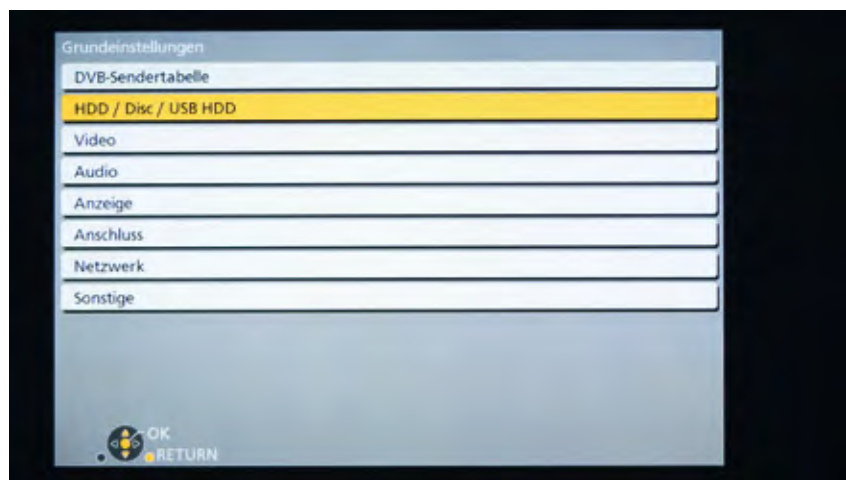 Grundeinstellungen
DVB-Sendertabelle
HDD / Disc / USB HDD
Video
Audio
Anzeige
Anschluss
Netzwerk
Sonstige
OK
RETURN